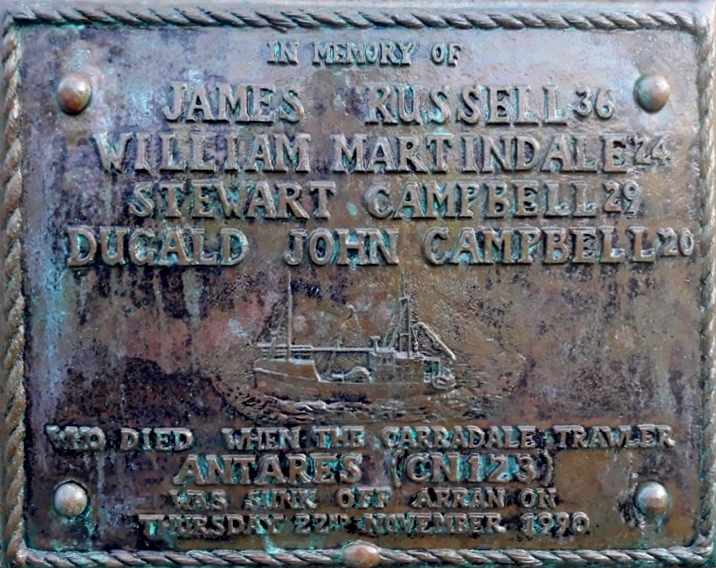 IN MEMORY OF
JAMES RUSSELL 36
WILLIAM MARTINDALE 24
STEWART CAMPBELL 29
DUGALD JOHN CAMPBELL 20
WHO DIED WHEN THE CARRADALE TRAWLER
ANTARES (CN123)
WAS SUNK OFF ARRAN ON
THURSDAY 22ND NOVEMBER 1990